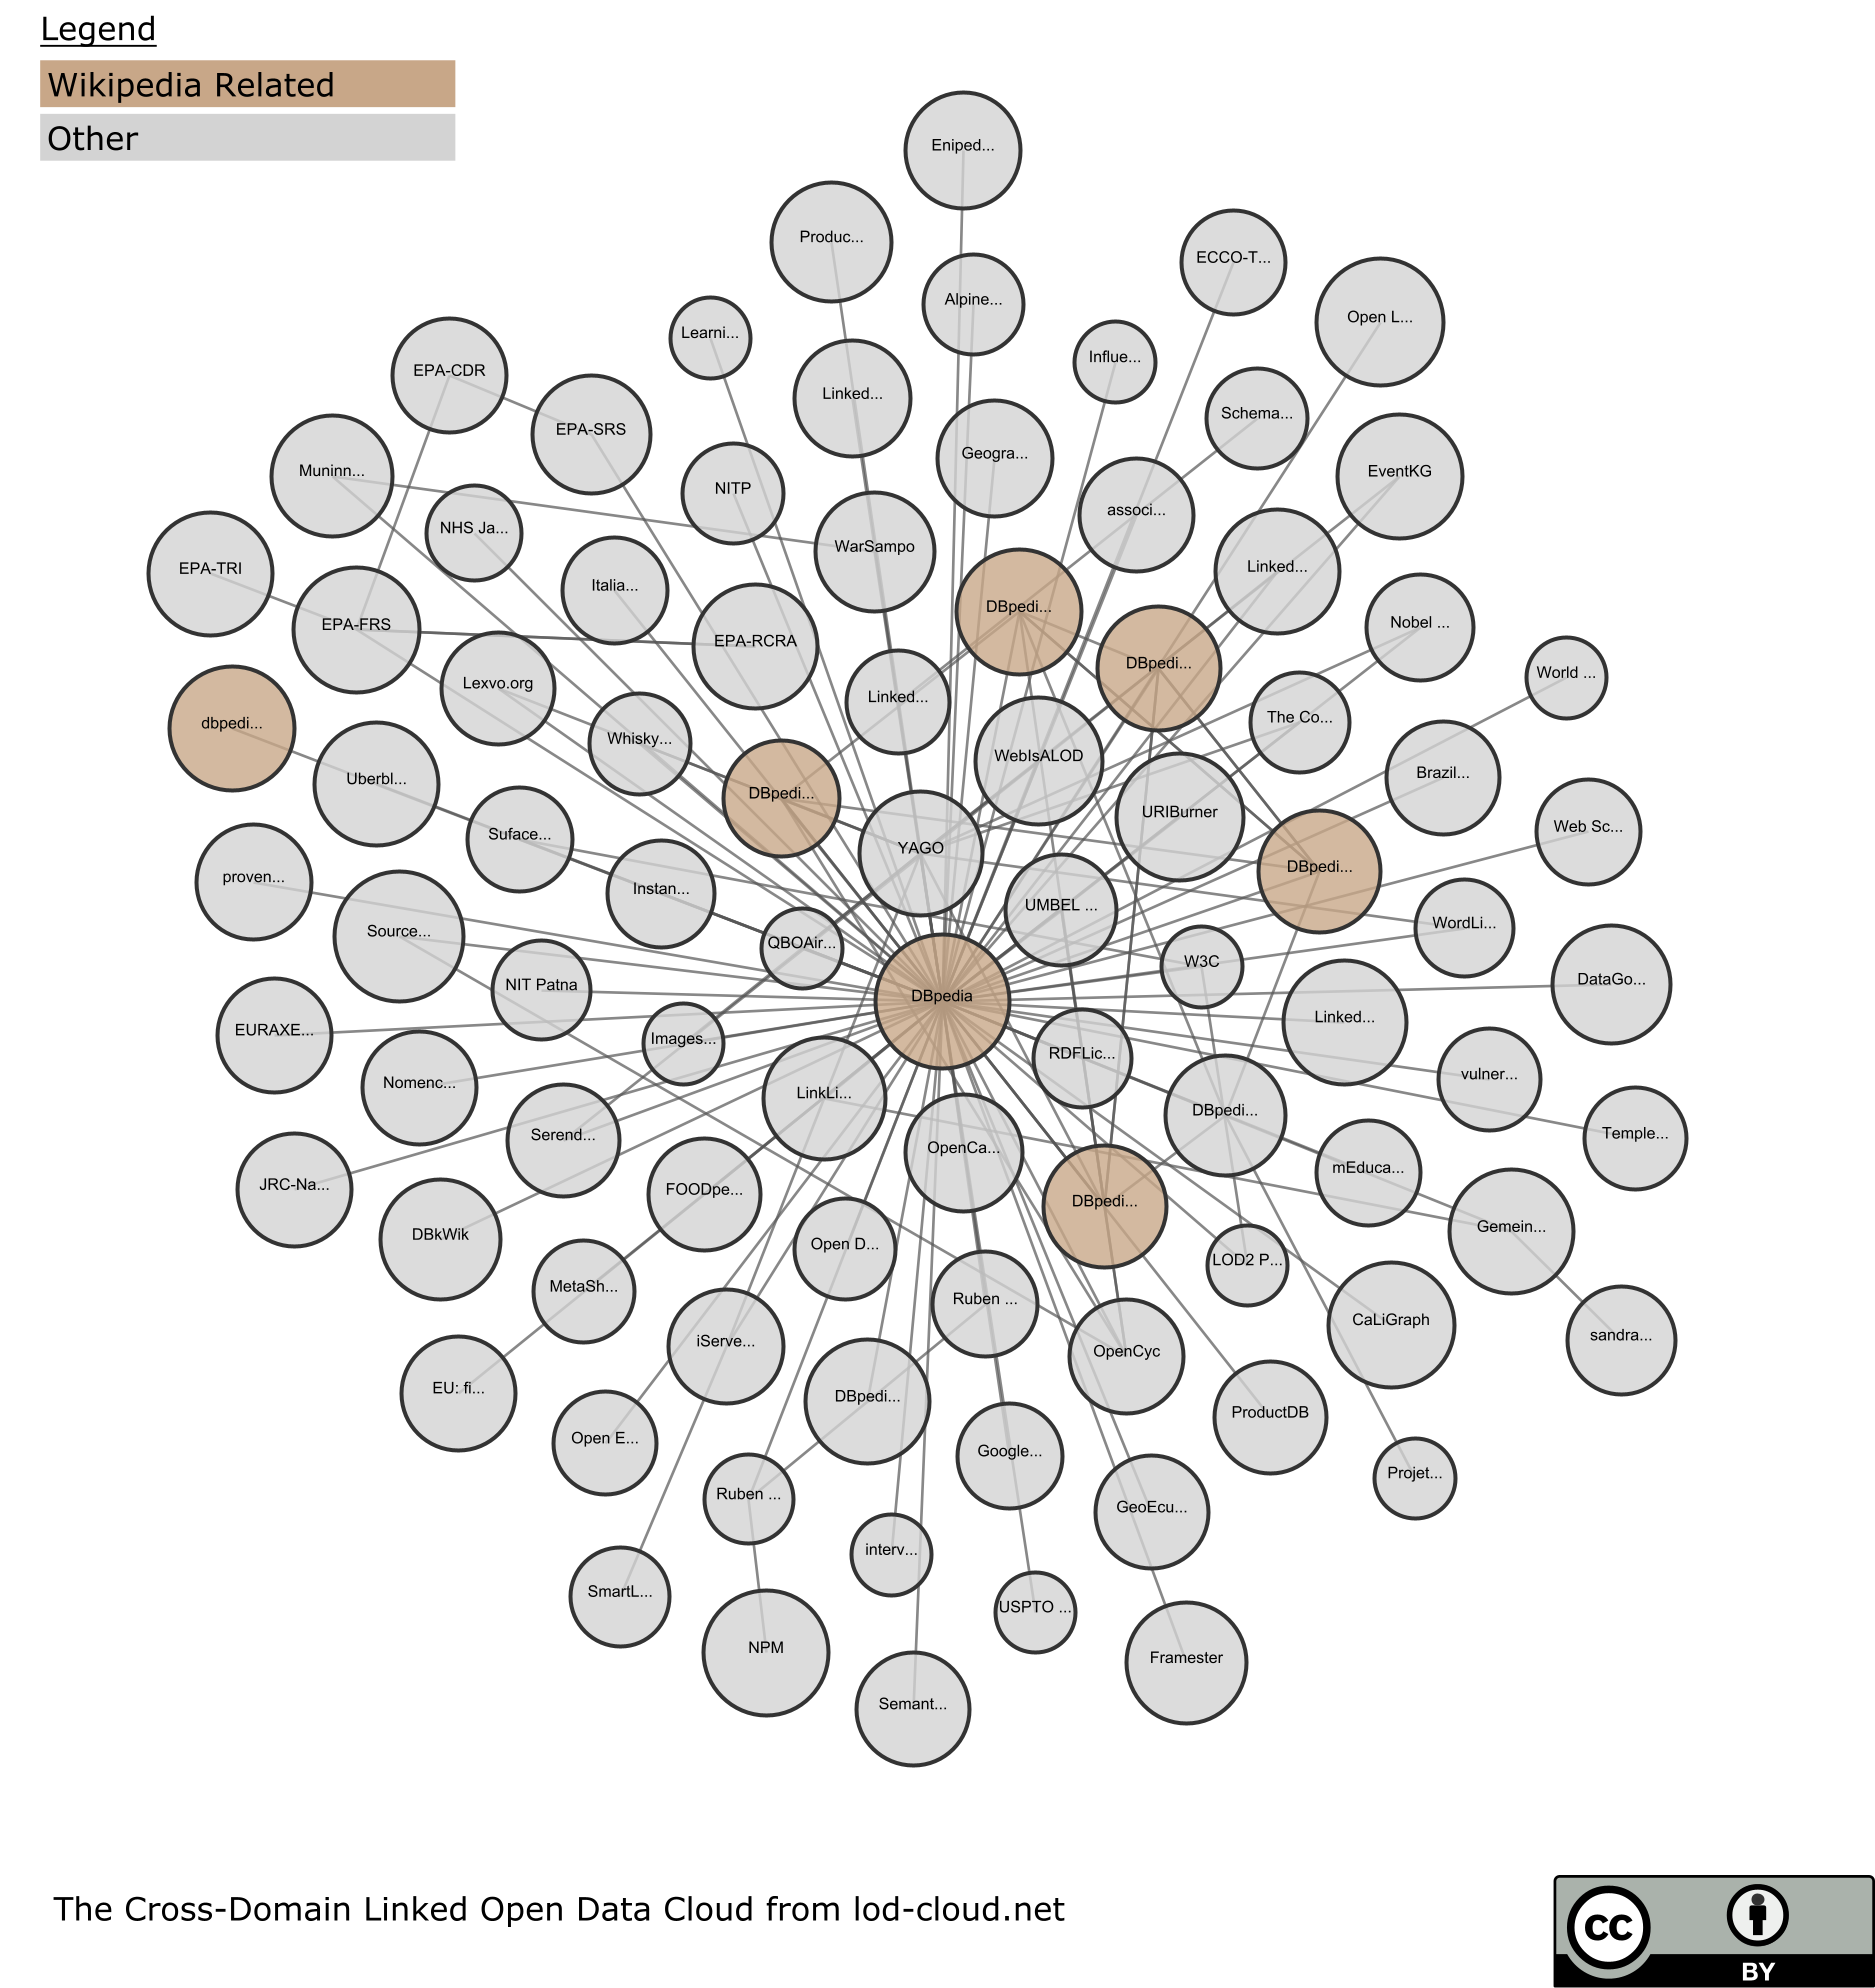 Legend
Wikipedia Related
Other
Eniped...
Produc...
ECCO-T...
Alpine...
Open L...
Learni...
Influe...
EPA-CDR
Linked...
Schema...
EPA-SRS
Geogra...
Muninn...
EventKG
NITP
associ...
NHS Ja...
WarSampo
EPA-TRI
Linked...
Italia...
DBpedi...
EPA-FRS
Nobel ...
EPA-RCRA
DBpedi...
World ...
Lexvo.org
Linked...
The Co...
dbpedi...
Whisky...
WebIsALOD
Brazil...
Uberbl...
DBpedi...
URIBurner
Web Sc...
Suface...
YAGO
DBpedi...
proven...
Instan...
UMBEL ...
WordLi...
Source...
QBOAir...
W3C
DataGo...
NIT Patna
DBpedia
Linked...
EURAXE...
Images...
RDFLic...
vulner...
Nomenc...
LinkLi...
DBpedi...
Temple...
Serend...
OpenCa...
mEduca...
JRC-Na...
FOODpe...
DBpedi...
Gemein...
DBkWik
Open D...
LOD2 P...
MetaSh...
Ruben ...
CaLiGraph
sandra...
iServe...
OpenCyc
EU: fi...
DBpedi...
ProductDB
Open E...
Google...
Projet...
Ruben ...
GeoEcu...
interv...
SmartL...
USPTO ...
NPM
Framester
Semant...
The Cross-Domain Linked Open Data Cloud from lod-cloud.net
cc
BY